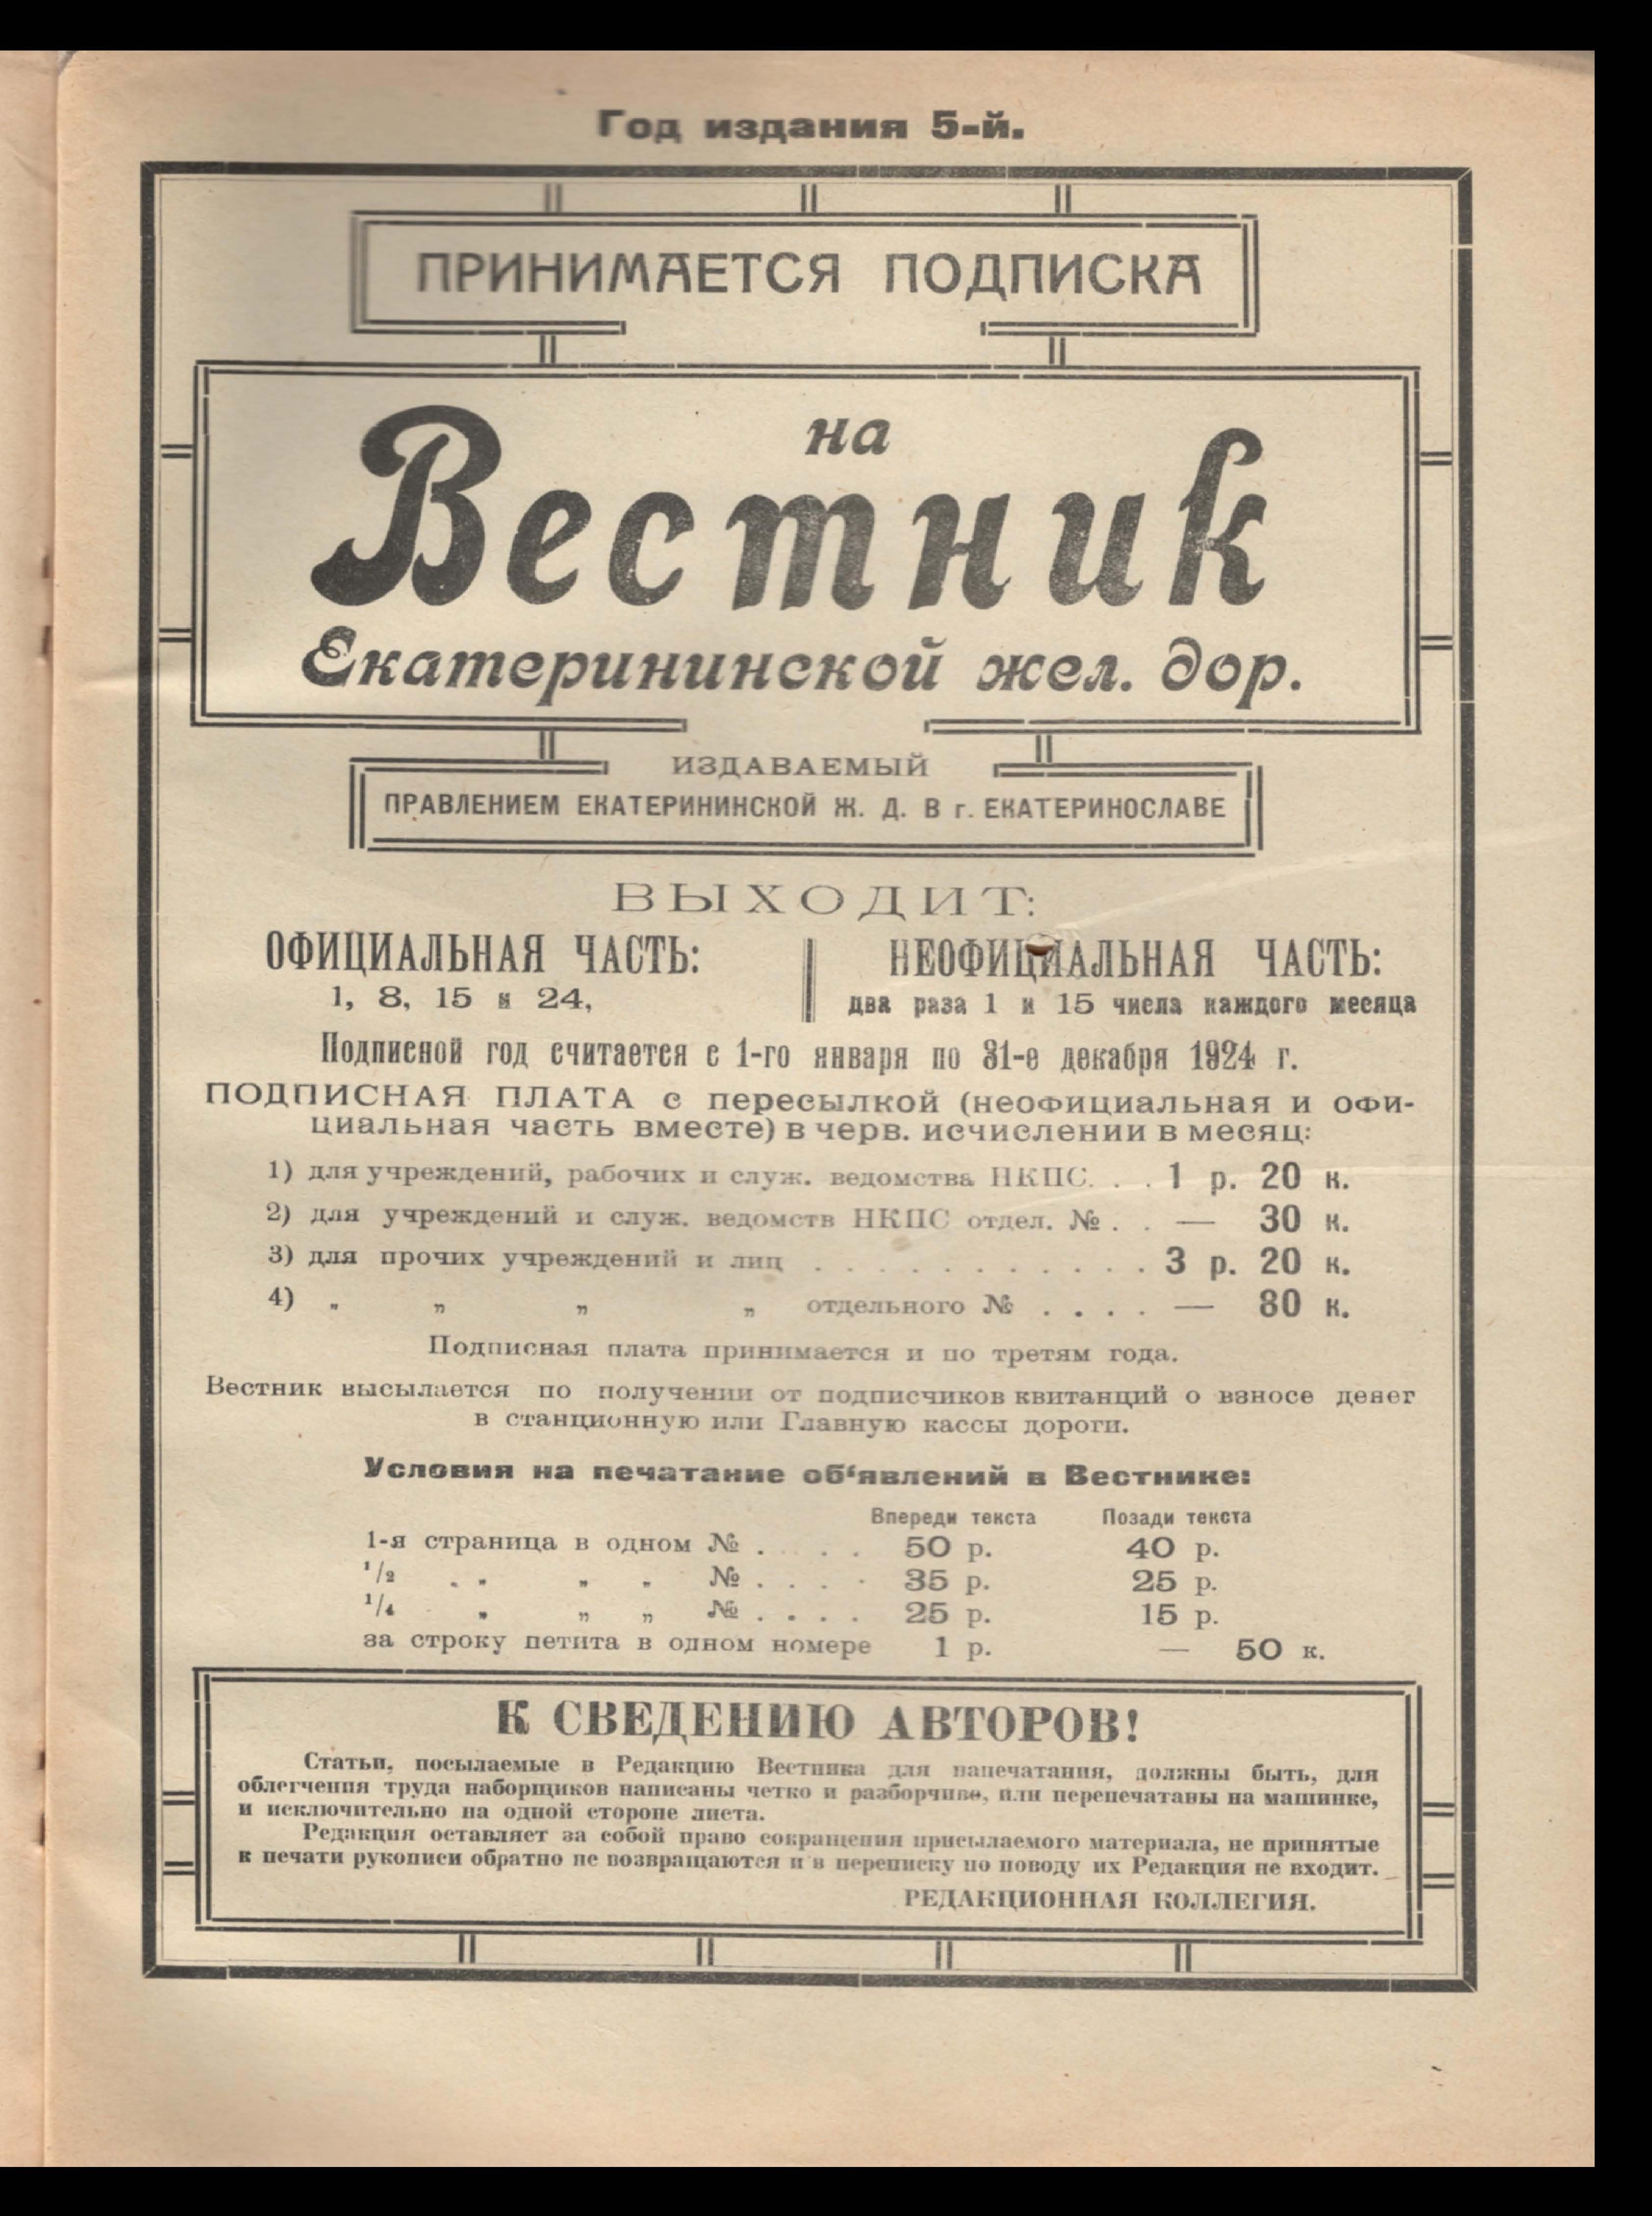 Год издания 5-й.
ПРИНИМАЕТСЯ ПОДПИСКА
на
Вестник
Екатерининской жел. дор.
ИЗДАВАЕМЫЙ
ПРАВЛЕНИЕМ ЕКАТЕРИНИНСКОЙ Ж. Д. В г. ЕКАТЕРИНОСЛАВЕ
ВЫХОДИТ:
ОФИЦИАЛЬНАЯ ЧАСТЬ:
1, 8, 15 и 24,
НЕОФИЦИАЛЬНАЯ ЧАСТЬ:
два раза 1 и 15 числа каждого месяца
Подписной год считается с 1-го января по 31-е декабря 1924 г.
ПОДПИСНАЯ ПЛАТА с пересылкой (неофициальная и офи-
циальная часть вместе) в черв. исчислении в месяц:
1) для учреждений, рабочих и служ. ведомства НКПС. . . 1 р. 20 к.
2) для учреждений и служ. ведомств НКПС отдел. № . . — 30 к.
3) для прочих учреждений и лиц . . . . . . . . . . . . 3 р. 20 к.
4) „ „ „ „ отдельного № . . . . — 80 к.
Подписная плата принимается и по третям года.
Вестник высылается по получении от подписчиков квитанций о взносе денег
в станционную или Главную кассы дороги.
Условия на печатание об‘явлений в Вестнике:
Впереди текста Позади текста
1-я страница в одном № . . . . 50 р. 40 р.
1/2 „ „ „ „ № . . . . 35 р. 25 р.
1/4 „ „ „ № . . . . 25 р. 15 р.
за строку петита в одном номере 1 р. — 50 к.
К СВЕДЕНИЮ АВТОРОВ!
Статьи, посылаемые в Редакцию Вестника для напечатания, должны быть, для
облегчения труда наборщиков написаны четко и разборчиво, или перепечатаны на машинке,
и исключительно на одной стороне листа.
Редакция оставляет за собой право сокращения присылаемого материала, не принятые
к печати рукописи обратно не возвращаются и в переписку по поводу их Редакция не входит.
РЕДАКЦИОННАЯ КОЛЛЕГИЯ.